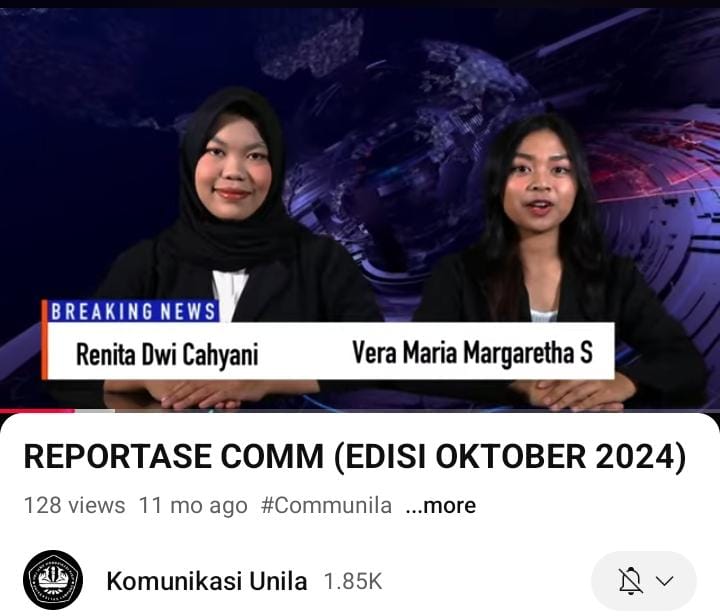 BREAKING NEWS
Renita Dwi Cahyani
Vera Maria Margaretha S
REPORTASE COMM (EDISI OKTOBER 2024)
128 views 11 mo ago #Communila ...more
Komunikasi Unila 1.85K